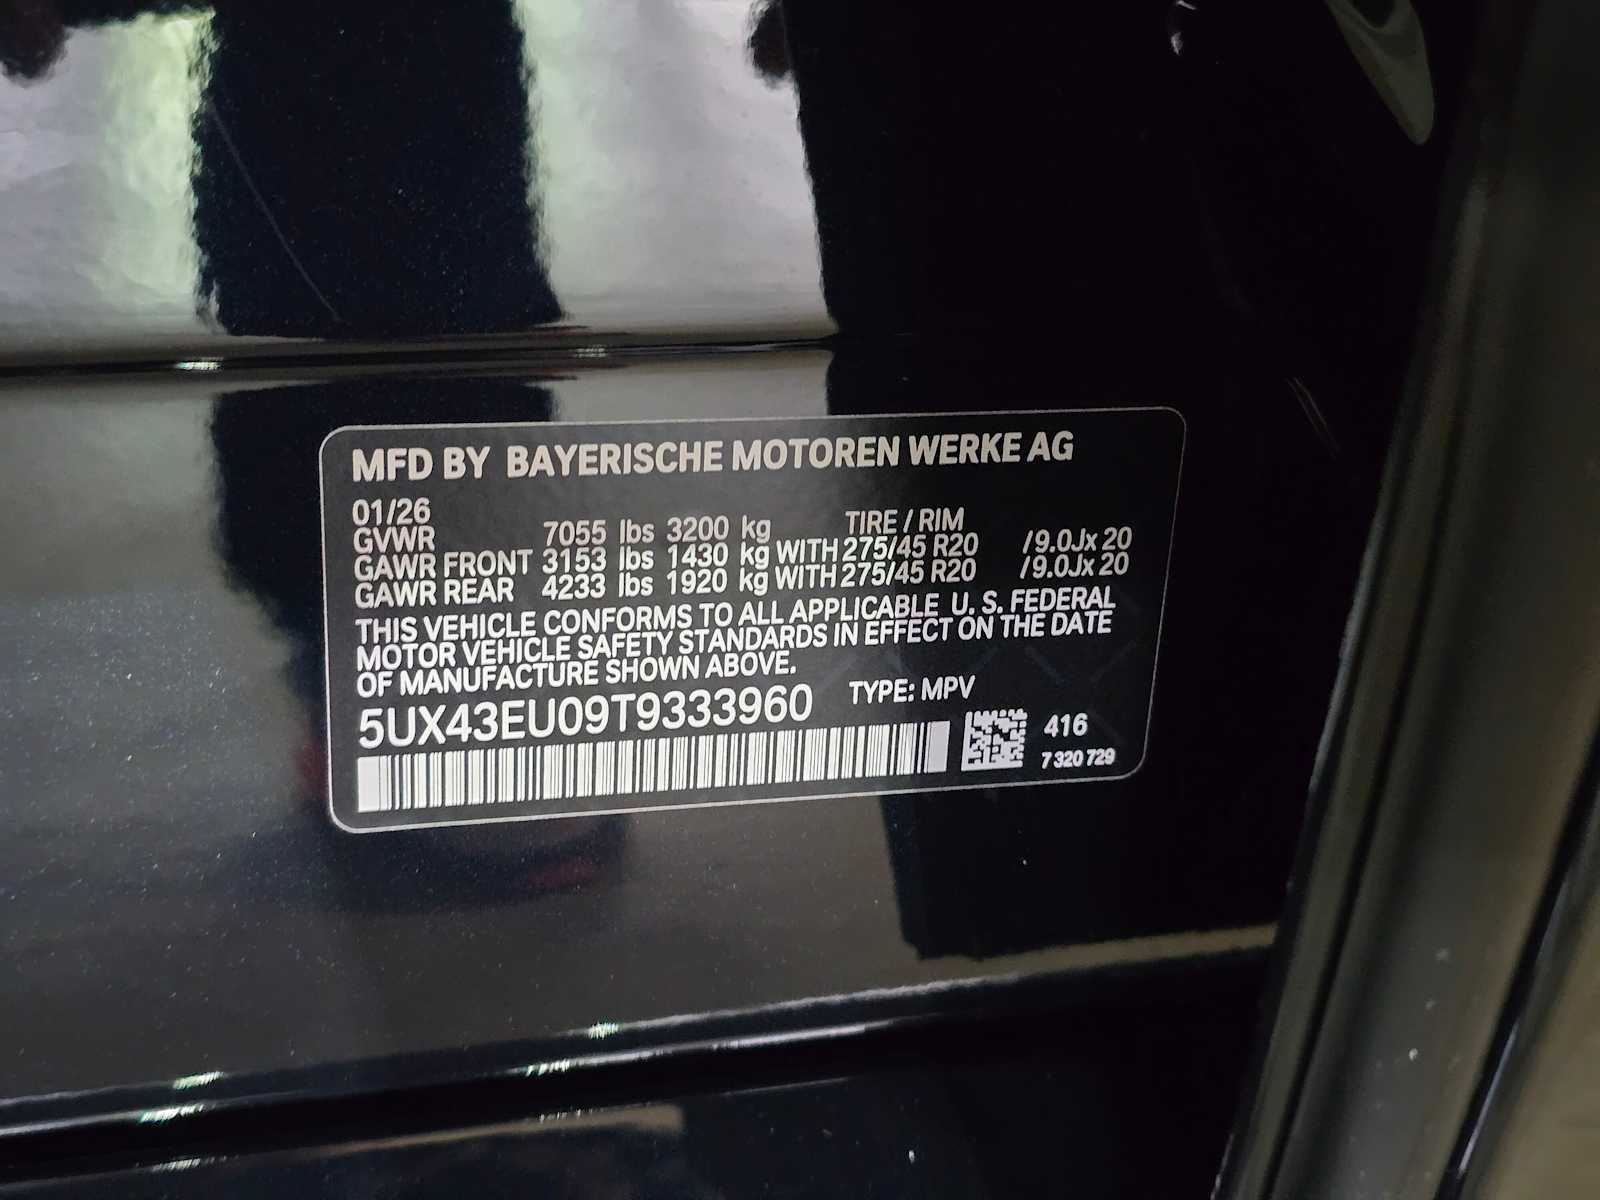 MFD BY BAYERISCHE MOTOREN WERKE AG
01/26
TIRE / RIM
GVWR 7055 lbs 3200 kg
GAWR FRONT 3153 lbs 1430 kg WITH 275/45 R20 /9.0Jx 20
GAWR REAR 4233 lbs 1920 kg WITH 275/45 R20 /9.0Jx 20
THIS VEHICLE CONFORMS TO ALL APPLICABLE U. S. FEDERAL
MOTOR VEHICLE SAFETY STANDARDS IN EFFECT ON THE DATE
OF MANUFACTURE SHOWN ABOVE.
5UX43EU09T9333960 TYPE: MPV
416
7 320 729